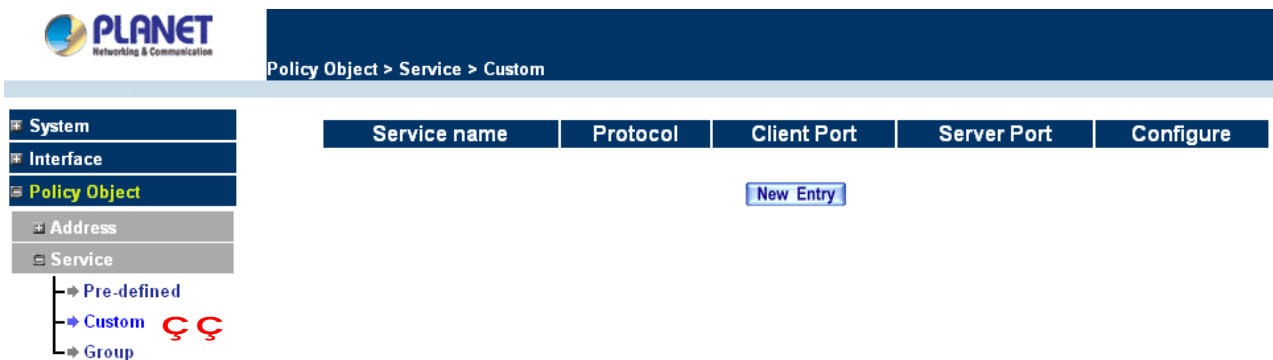 PLANET
Networking & Communication
Policy Object > Service > Custom
System
Interface
Policy Object
Address
Service
Pre-defined
Custom Ç Ç
Group
Service name Protocol Client Port Server Port Configure
New Entry